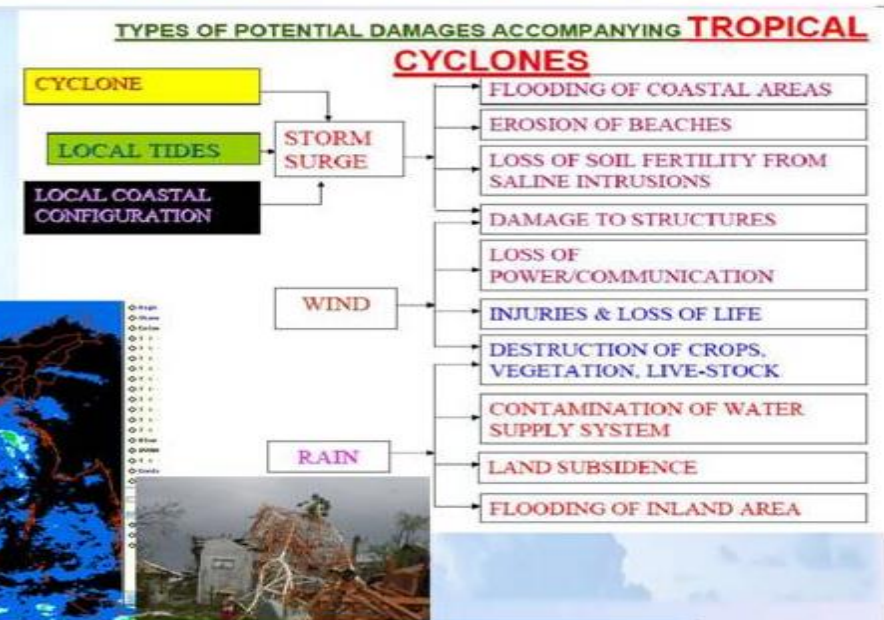 TYPES OF POTENTIAL DAMAGES ACCOMPANYING TROPICAL
CYCLONES
CYCLONE
LOCAL TIDES
LOCAL COASTAL
CONFIGURATION
STORM
SURGE
FLOODING OF COASTAL AREAS
EROSION OF BEACHES
LOSS OF SOIL FERTILITY FROM
SALINE INTRUSIONS
DAMAGE TO STRUCTURES
LOSS OF
POWER/COMMUNICATION
WIND
INJURIES & LOSS OF LIFE
DESTRUCTION OF CROPS,
VEGETATION, LIVE-STOCK
CONTAMINATION OF WATER
SUPPLY SYSTEM
RAIN
LAND SUBSIDENCE
FLOODING OF INLAND AREA